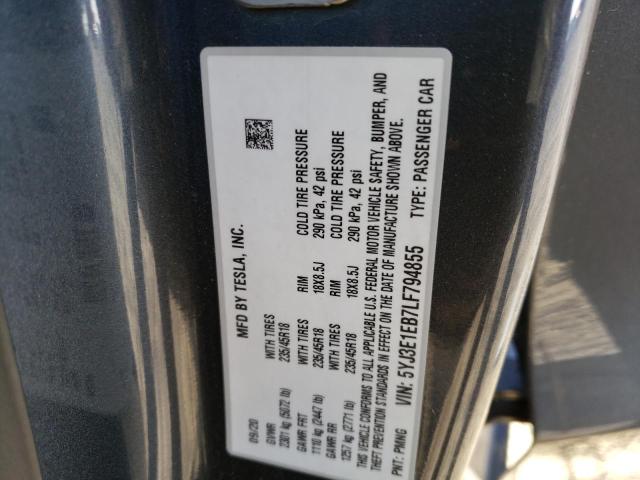 MFD BY TESLA, INC.
09/20
GVWR WITH TIRES RIM COLD TIRE PRESSURE
2301 kg (5072 lb) 235/45R18 18X8.5J 290 kPa, 42 psi
GAWR FRT WITH TIRES RIM COLD TIRE PRESSURE
1110 kg (2447 lb) 235/45R18 18X8.5J 290 kPa, 42 psi
GAWR RR WITH TIRES
1257 kg (2771 lb) 235/45R18
THIS VEHICLE CONFORMS TO ALL APPLICABLE U.S. FEDERAL MOTOR VEHICLE SAFETY, BUMPER, AND
THEFT PREVENTION STANDARDS IN EFFECT ON THE DATE OF MANUFACTURE SHOWN ABOVE.
PNT: PMNG VIN: 5YJ3E1EB7LF794855 TYPE: PASSENGER CAR